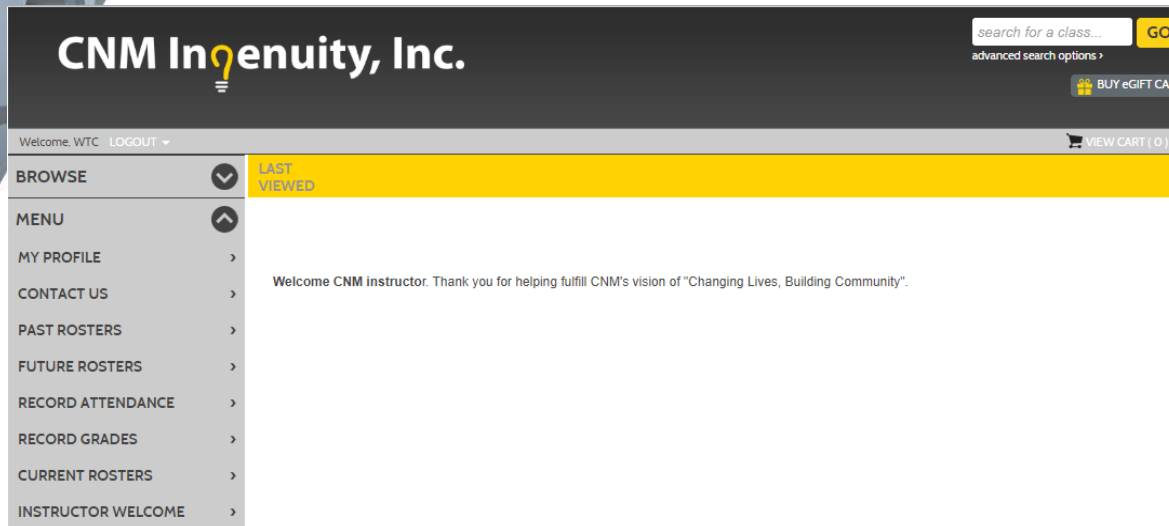 CNM Ingenuity, Inc.
search for a class...
GO
advanced search options ›
BUY eGIFT CA
Welcome, WTC LOGOUT
VIEW CART ( 0 )
BROWSE
LAST
VIEWED
MENU
MY PROFILE ›
CONTACT US ›
PAST ROSTERS ›
FUTURE ROSTERS ›
RECORD ATTENDANCE ›
RECORD GRADES ›
CURRENT ROSTERS ›
INSTRUCTOR WELCOME ›
Welcome CNM instructor. Thank you for helping fulfill CNM's vision of "Changing Lives, Building Community".